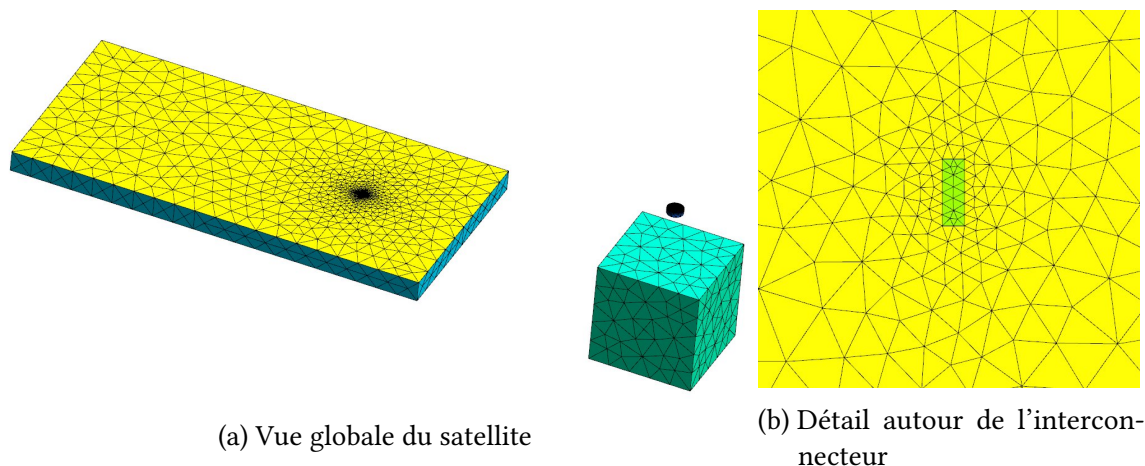 (a) Vue globale du satellite
(b) Détail autour de l'intercon-
necteur